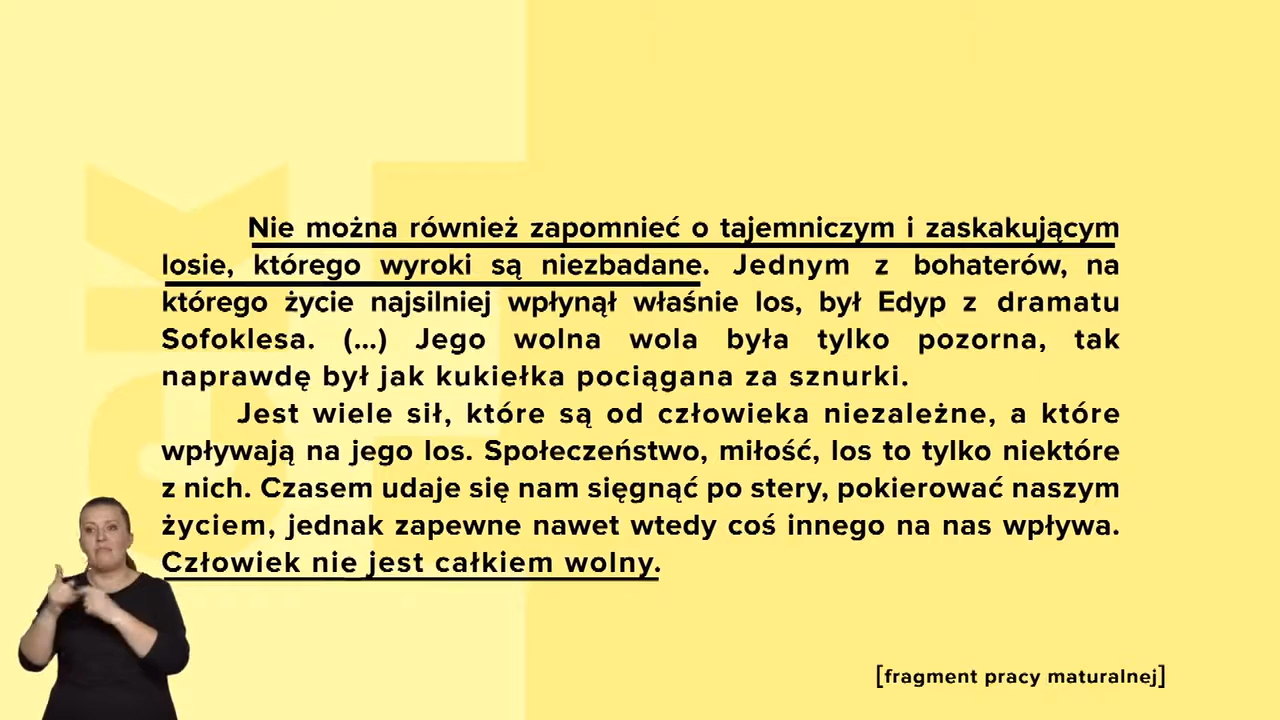 Nie można również zapomnieć o tajemniczym i zaskakującym
losie, którego wyroki są niezbadane. Jednym z bohaterów, na
którego życie najsilniej wpłynął właśnie los, był Edyp z dramatu
Sofoklesa. (...) Jego wolna wola była tylko pozorna, tak
naprawdę był jak kukiełka pociągana za sznurki.
Jest wiele sił, które są od człowieka niezależne, a które
wpływają na jego los. Społeczeństwo, miłość, los to tylko niektóre
z nich. Czasem udaje się nam sięgnąć po stery, pokierować naszym
życiem, jednak zapewne nawet wtedy coś innego na nas wpływa.
Człowiek nie jest całkiem wolny.
[fragment pracy maturalnej]